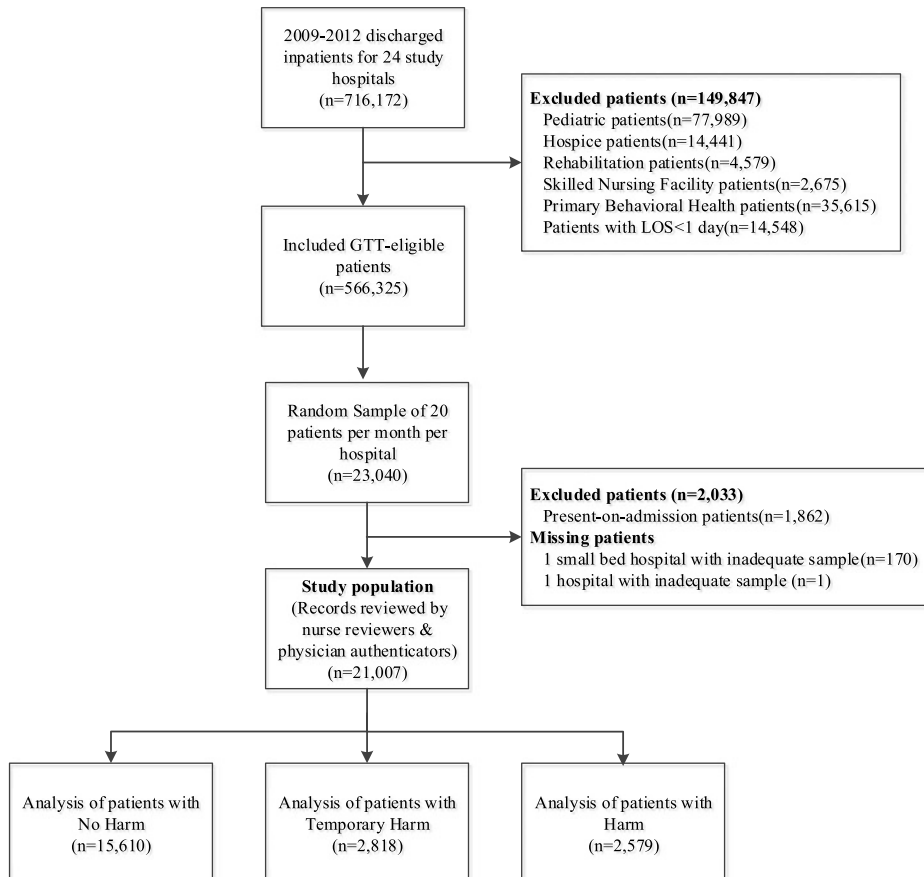 2009-2012 discharged
inpatients for 24 study
hospitals
(n=716,172)
Excluded patients (n=149,847)
Pediatric patients(n=77,989)
Hospice patients(n=14,441)
Rehabilitation patients(n=4,579)
Skilled Nursing Facility patients(n=2,675)
Primary Behavioral Health patients(n=35,615)
Patients with LOS<1 day(n=14,548)
Included GTT-eligible
patients
(n=566,325)
Random Sample of 20
patients per month per
hospital
(n=23,040)
Excluded patients (n=2,033)
Present-on-admission patients(n=1,862)
Missing patients
1 small bed hospital with inadequate sample(n=170)
1 hospital with inadequate sample (n=1)
Study population
(Records reviewed by
nurse reviewers &
physician authenticators)
(n=21,007)
Analysis of patients with
No Harm
(n=15,610)
Analysis of patients with
Temporary Harm
(n=2,818)
Analysis of patients with
Harm
(n=2,579)